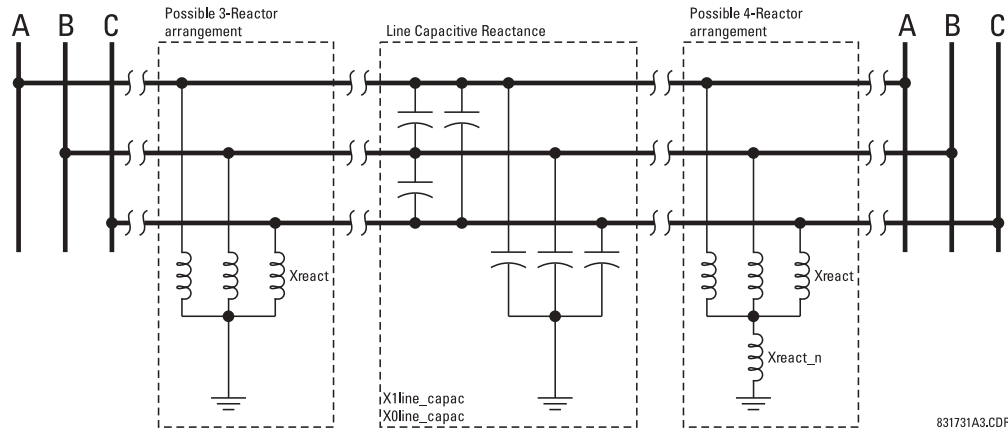 Possible 3-Reactor
arrangement
Line Capacitive Reactance
Possible 4-Reactor
arrangement
A B C
A B C
Xreact
Xreact
Xreact_n
X1line_capac
X0line_capac
831731A3.CDR